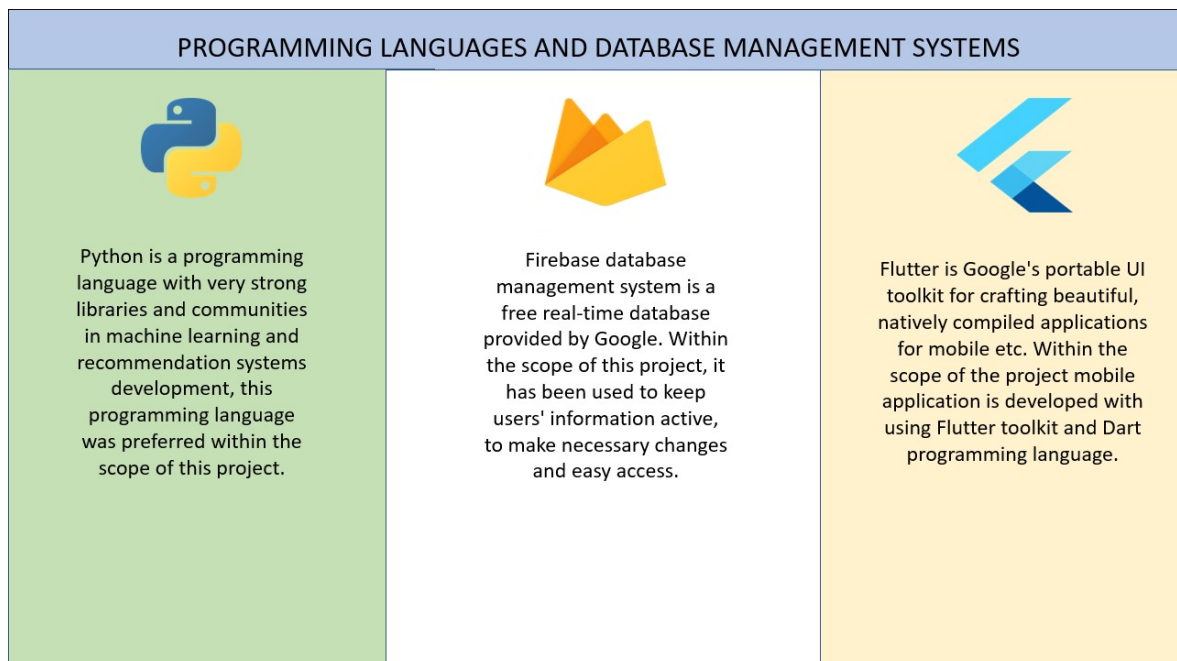 PROGRAMMING LANGUAGES AND DATABASE MANAGEMENT SYSTEMS
Python is a programming
language with very strong
libraries and communities
in machine learning and
recommendation systems
development, this
programming language
was preferred within the
scope of this project.
Firebase database
management system is a
free real-time database
provided by Google. Within
the scope of this project, it
has been used to keep
users' information active,
to make necessary changes
and easy access.
Flutter is Google's portable UI
toolkit for crafting beautiful,
natively compiled applications
for mobile etc. Within the
scope of the project mobile
application is developed with
using Flutter toolkit and Dart
programming language.